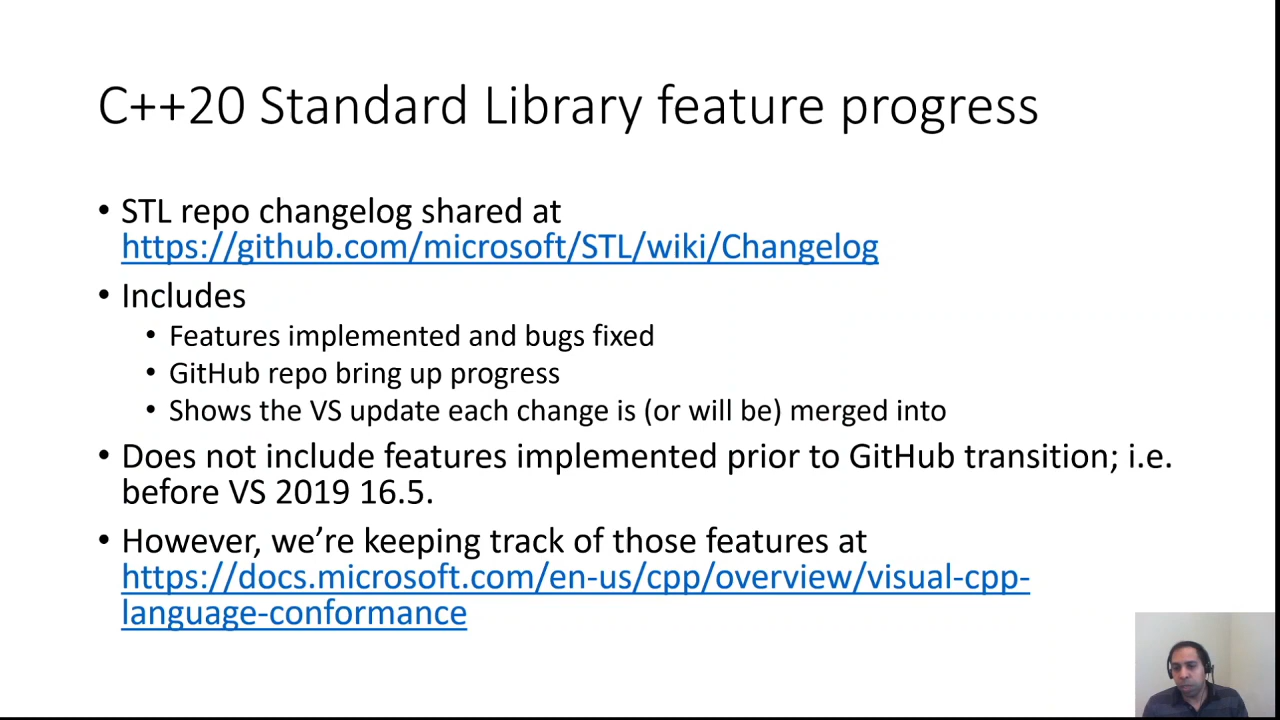 C++20 Standard Library feature progress
• STL repo changelog shared at
https://github.com/microsoft/STL/wiki/Changelog
• Includes
• Features implemented and bugs fixed
• GitHub repo bring up progress
• Shows the VS update each change is (or will be) merged into
• Does not include features implemented prior to GitHub transition; i.e.
before VS 2019 16.5.
• However, we’re keeping track of those features at
https://docs.microsoft.com/en-us/cpp/overview/visual-cpp-
language-conformance